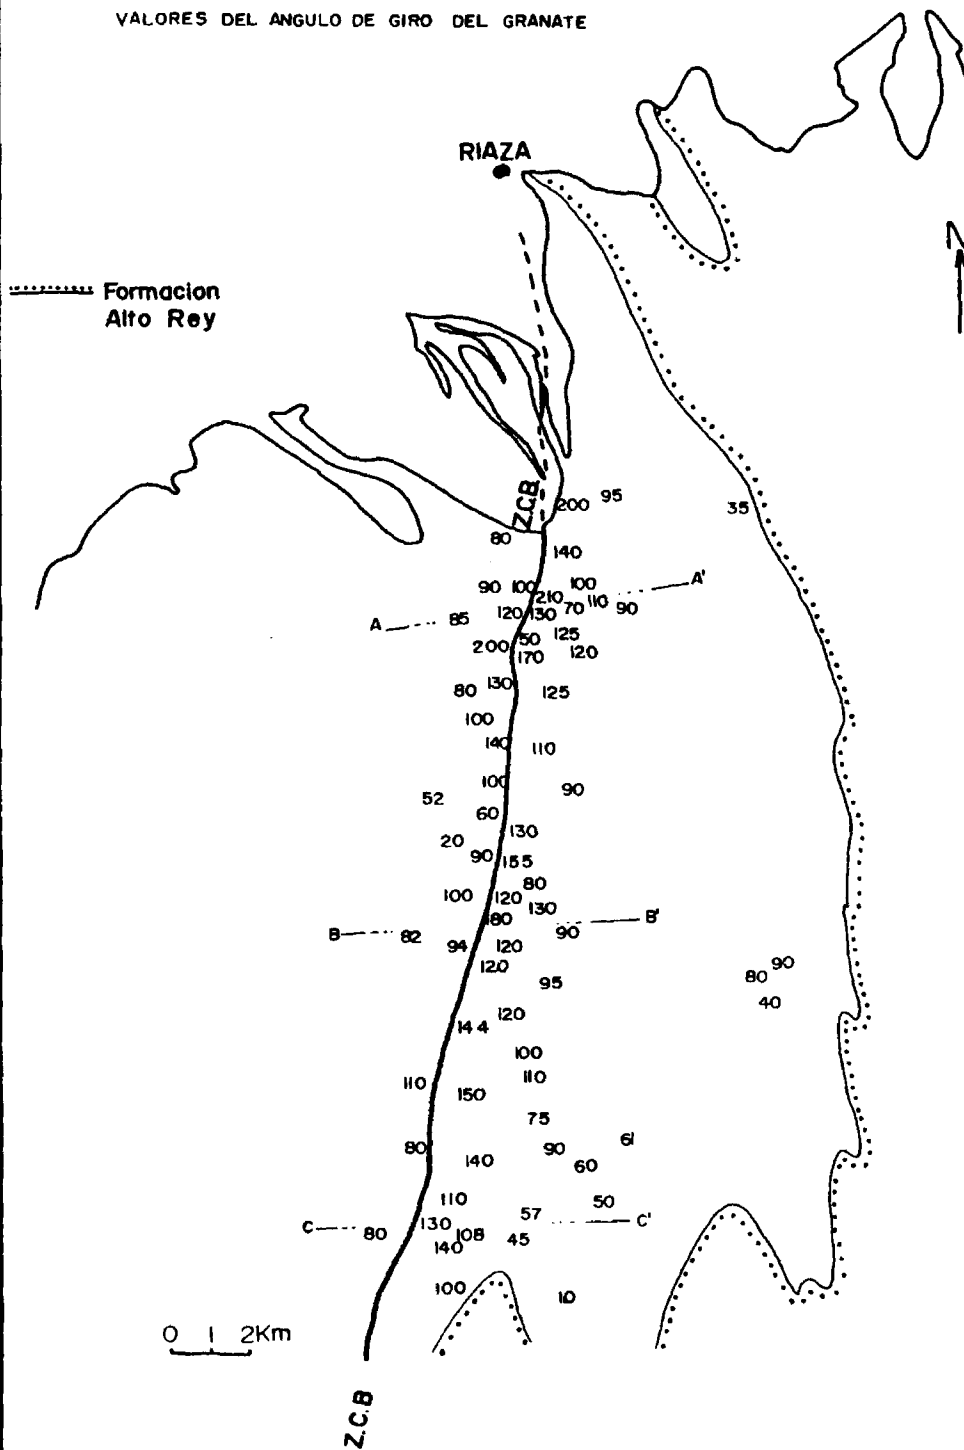 VALORES DEL ANGULO DE GIRO DEL GRANATE
RIAZA
N
Formacion
Alto Rey
Z.C.B.
200 95
35
80
140
90 100 100
A'
210 110
70 90
A 85 120 130
50 125
200 170 120
80 130 125
100
140 110
100 90
52
60
20 130
90 155
80
100 120
130
180 B'
B 82 94 120 90
120
90
80
95
40
120
144
100
110 110
150
75
61
80 140 90
60
110 50
57 C'
C 80 130 108
140 45
100 10
0 1 2Km
Z.C.B